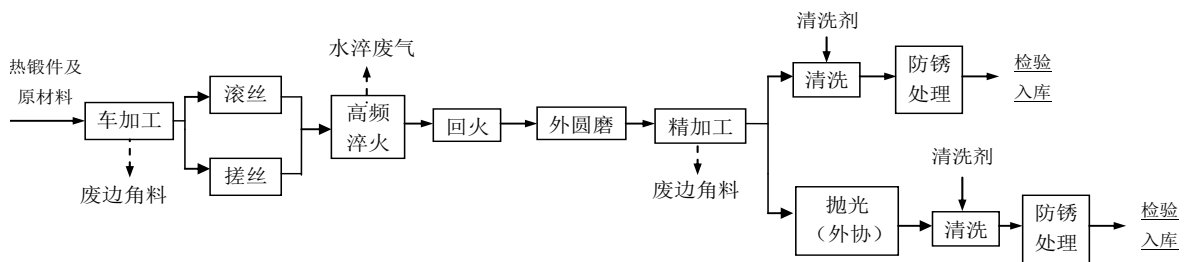 热锻件及
原材料
车加工
废边角料
滚丝
搓丝
水淬废气
高频
淬火
回火
外圆磨
精加工
废边角料
清洗剂
清洗
防锈
处理
检验
入库
抛光
（外协）
清洗剂
清洗
防锈
处理
检验
入库